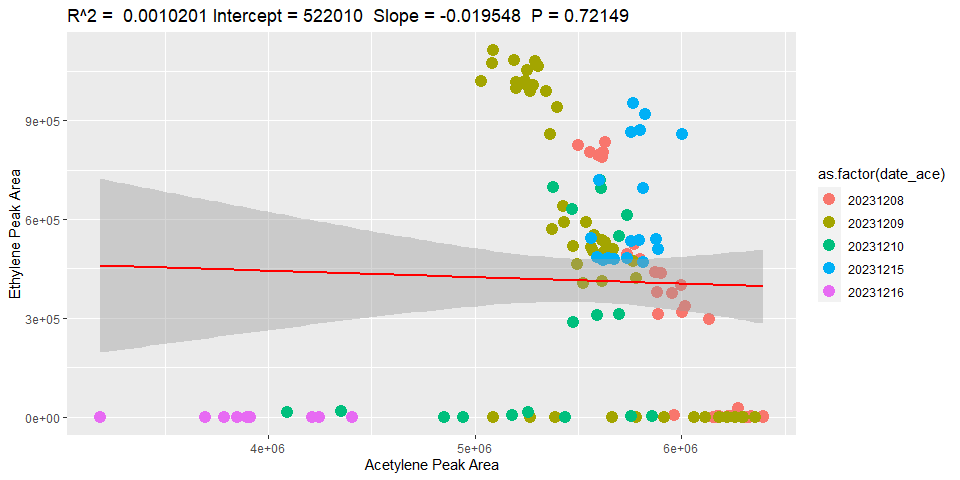 R^2 =  0.0010201 Intercept = 522010  Slope = -0.019548  P = 0.72149
Ethylene Peak Area
9e+05
6e+05
3e+05
0e+00
4e+06
5e+06
6e+06
Acetylene Peak Area
as.factor(date_ace)
20231208
20231209
20231210
20231215
20231216